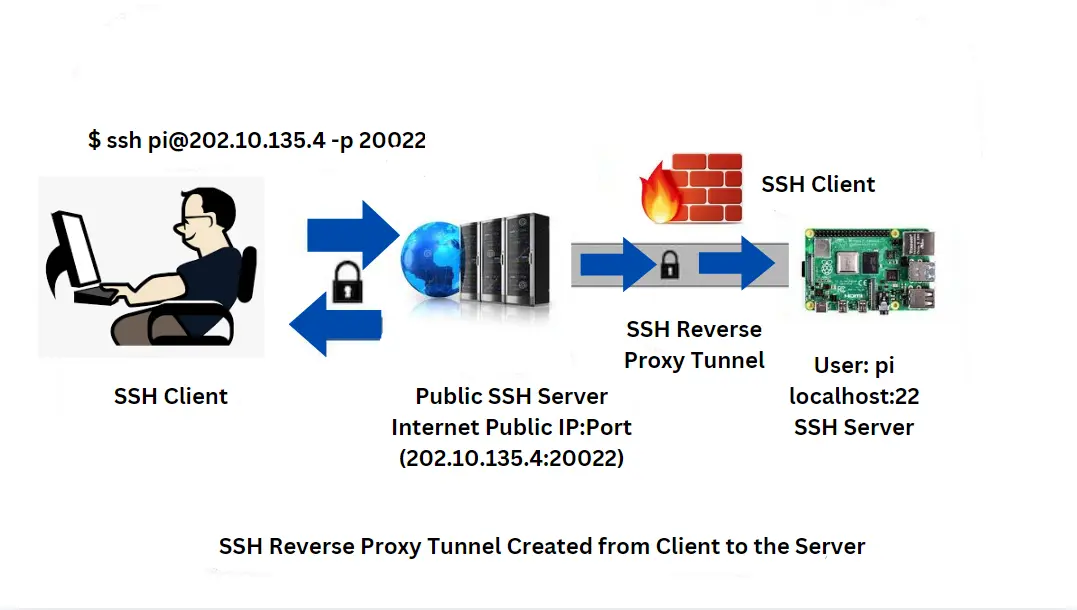 $ ssh pi@202.10.135.4 -p 20022
SSH Client
SSH Client
SSH Reverse
Proxy Tunnel
User: pi
localhost:22
SSH Server
Public SSH Server
Internet Public IP:Port
(202.10.135.4:20022)
SSH Reverse Proxy Tunnel Created from Client to the Server